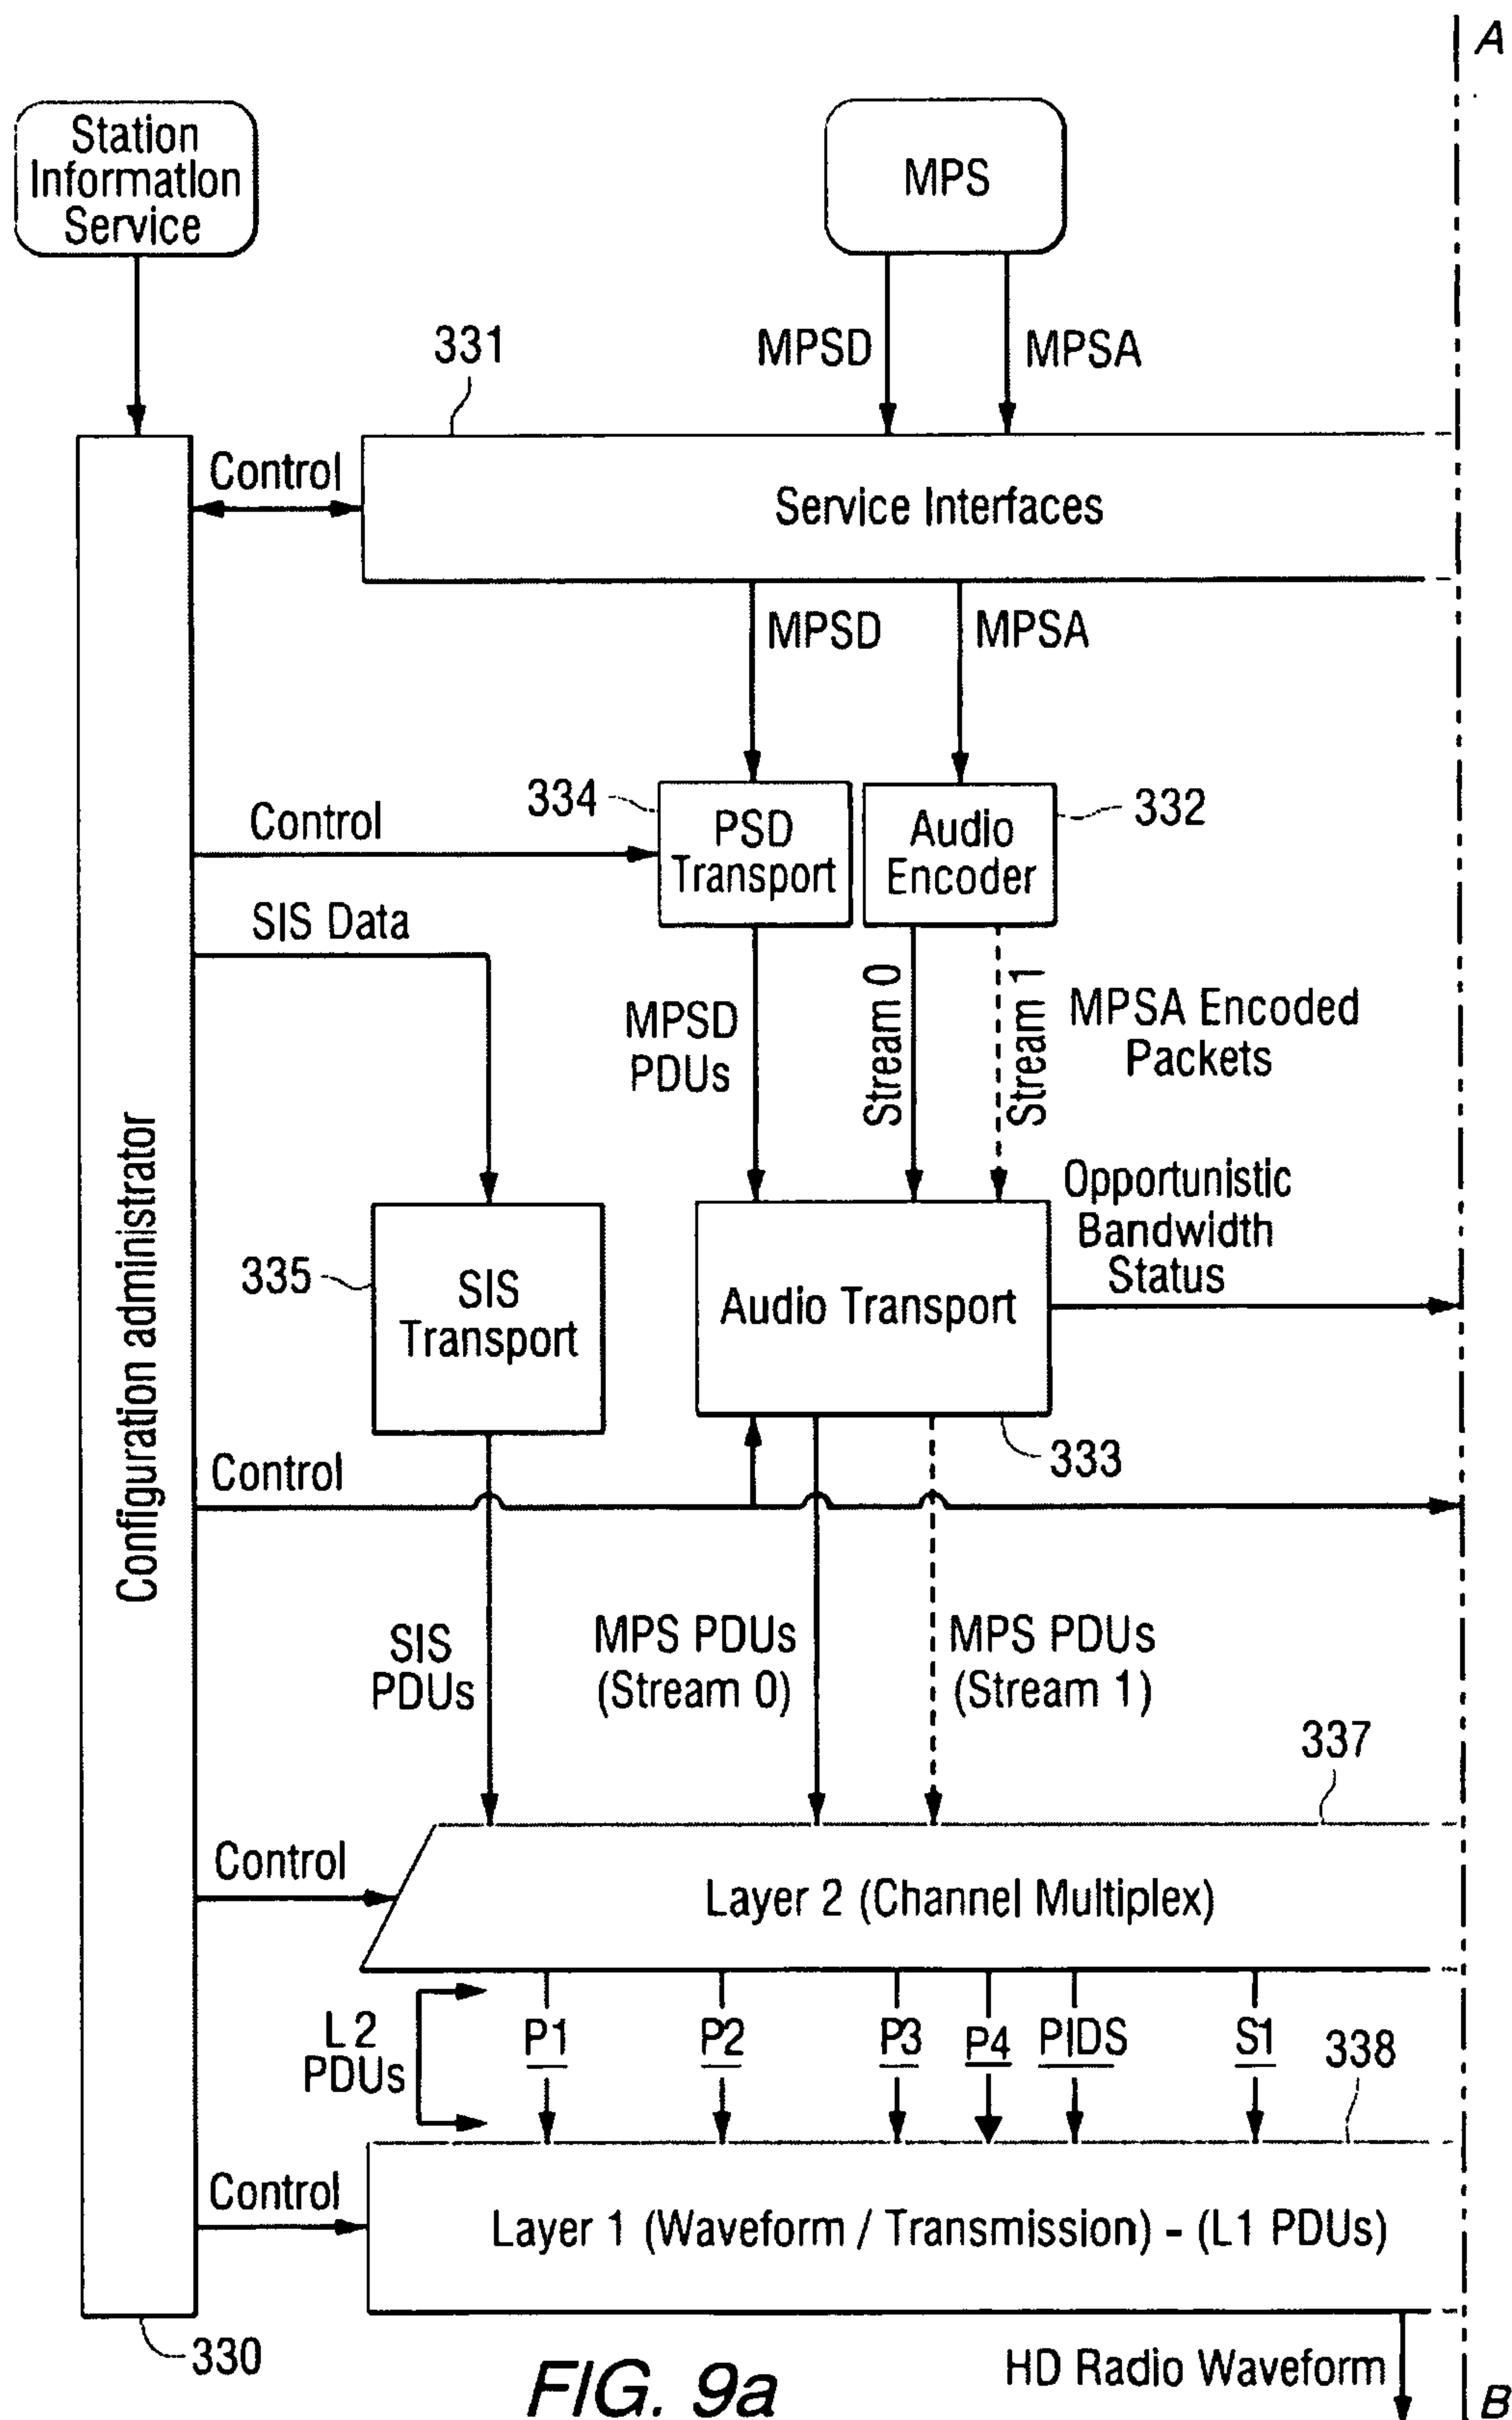 A
Station
Information
Service
MPS
331
MPSD
MPSA
Control
Service Interfaces
MPSD
MPSA
334
PSD
Transport
Audio
Encoder
332
Control
SIS Data
MPSD
PDUs
Stream 0
Stream 1
MPSA Encoded
Packets
Opportunistic
Bandwidth
Status
335
SIS
Transport
Audio Transport
333
Configuration administrator
Control
SIS
PDUs
MPS PDUs
(Stream 0)
MPS PDUs
(Stream 1)
337
Control
Layer 2 (Channel Multiplex)
L2
PDUs
P1
P2
P3
P4
PIDS
S1
338
Control
Layer 1 (Waveform / Transmission) - (L1 PDUs)
330
HD Radio Waveform
FIG. 9a
B